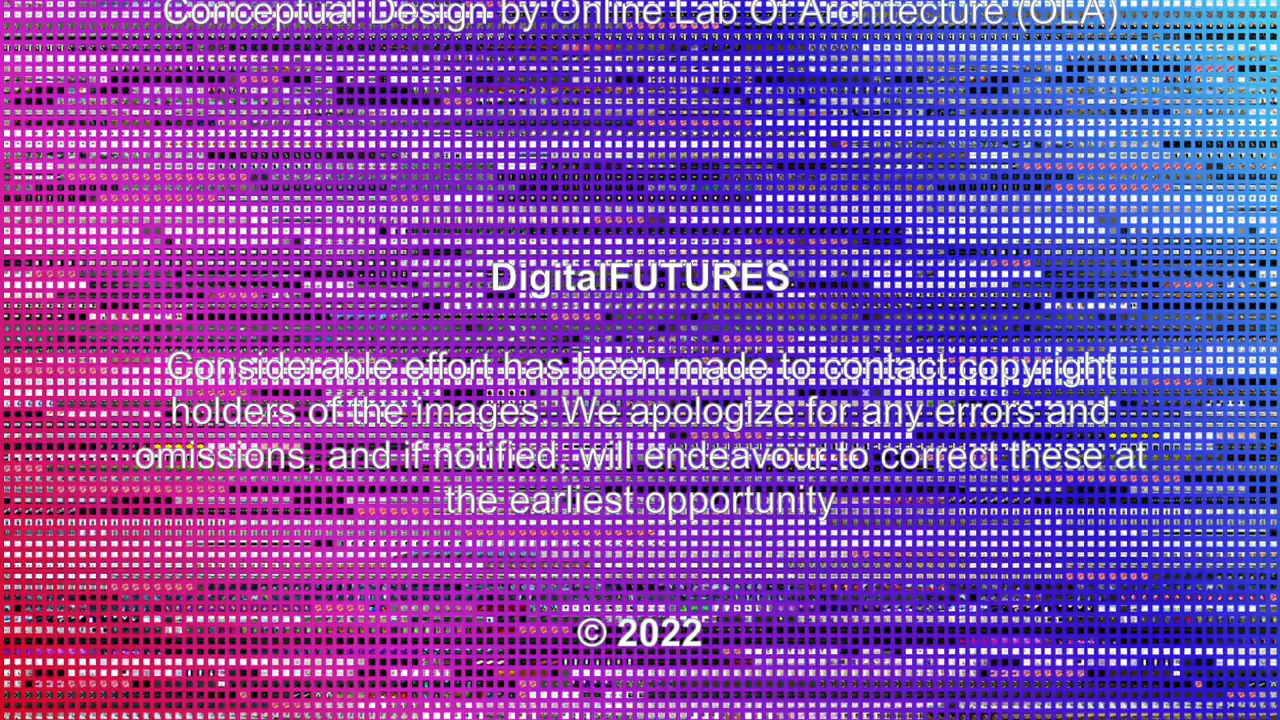 Conceptual Design by Online Lab Of Architecture (OLA)
DigitalFUTURES
Considerable effort has been made to contact copyright
holders of the images. We apologize for any errors and
omissions, and if notified, will endeavour to correct these at
the earliest opportunity
© 2022